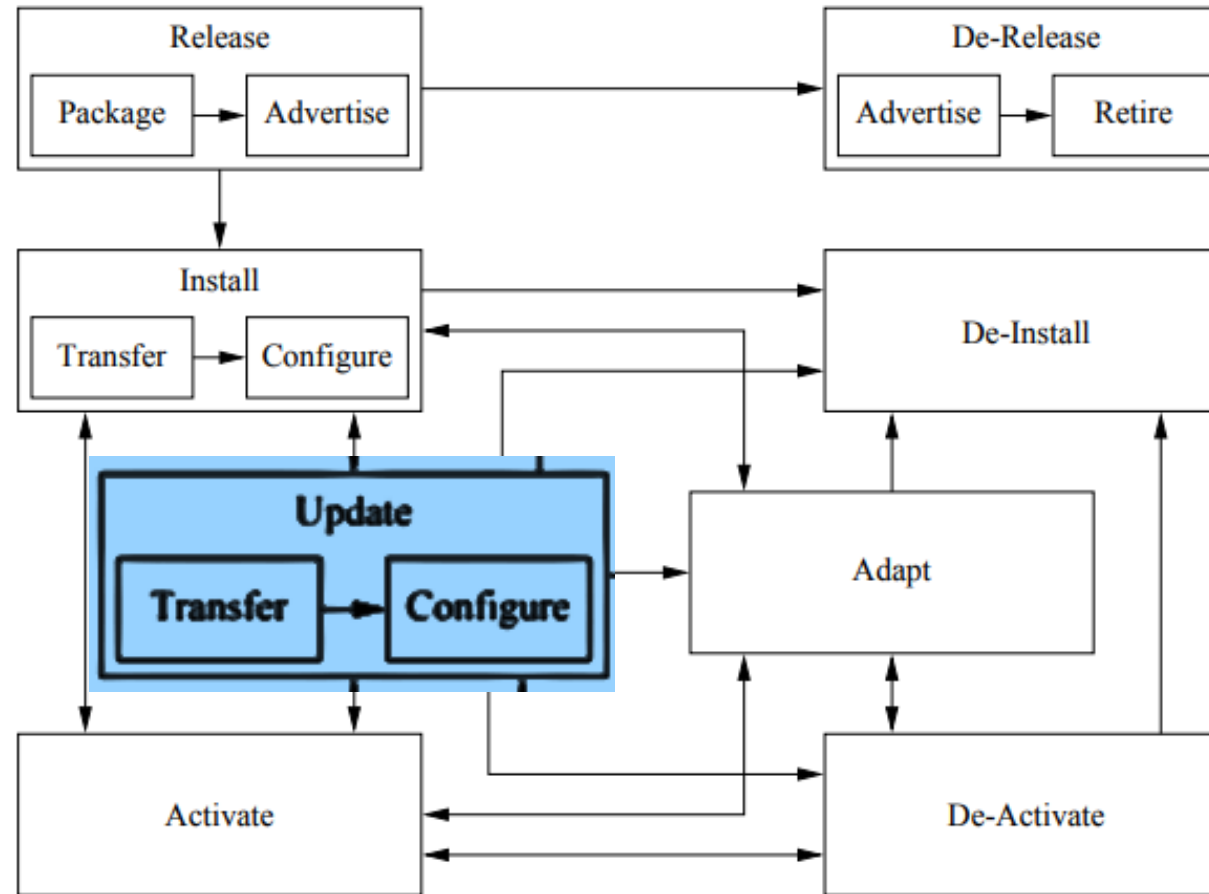 Release
Package
Advertise
De-Release
Advertise
Retire
Install
Transfer
Configure
De-Install
Update
Transfer
Configure
Adapt
Activate
De-Activate